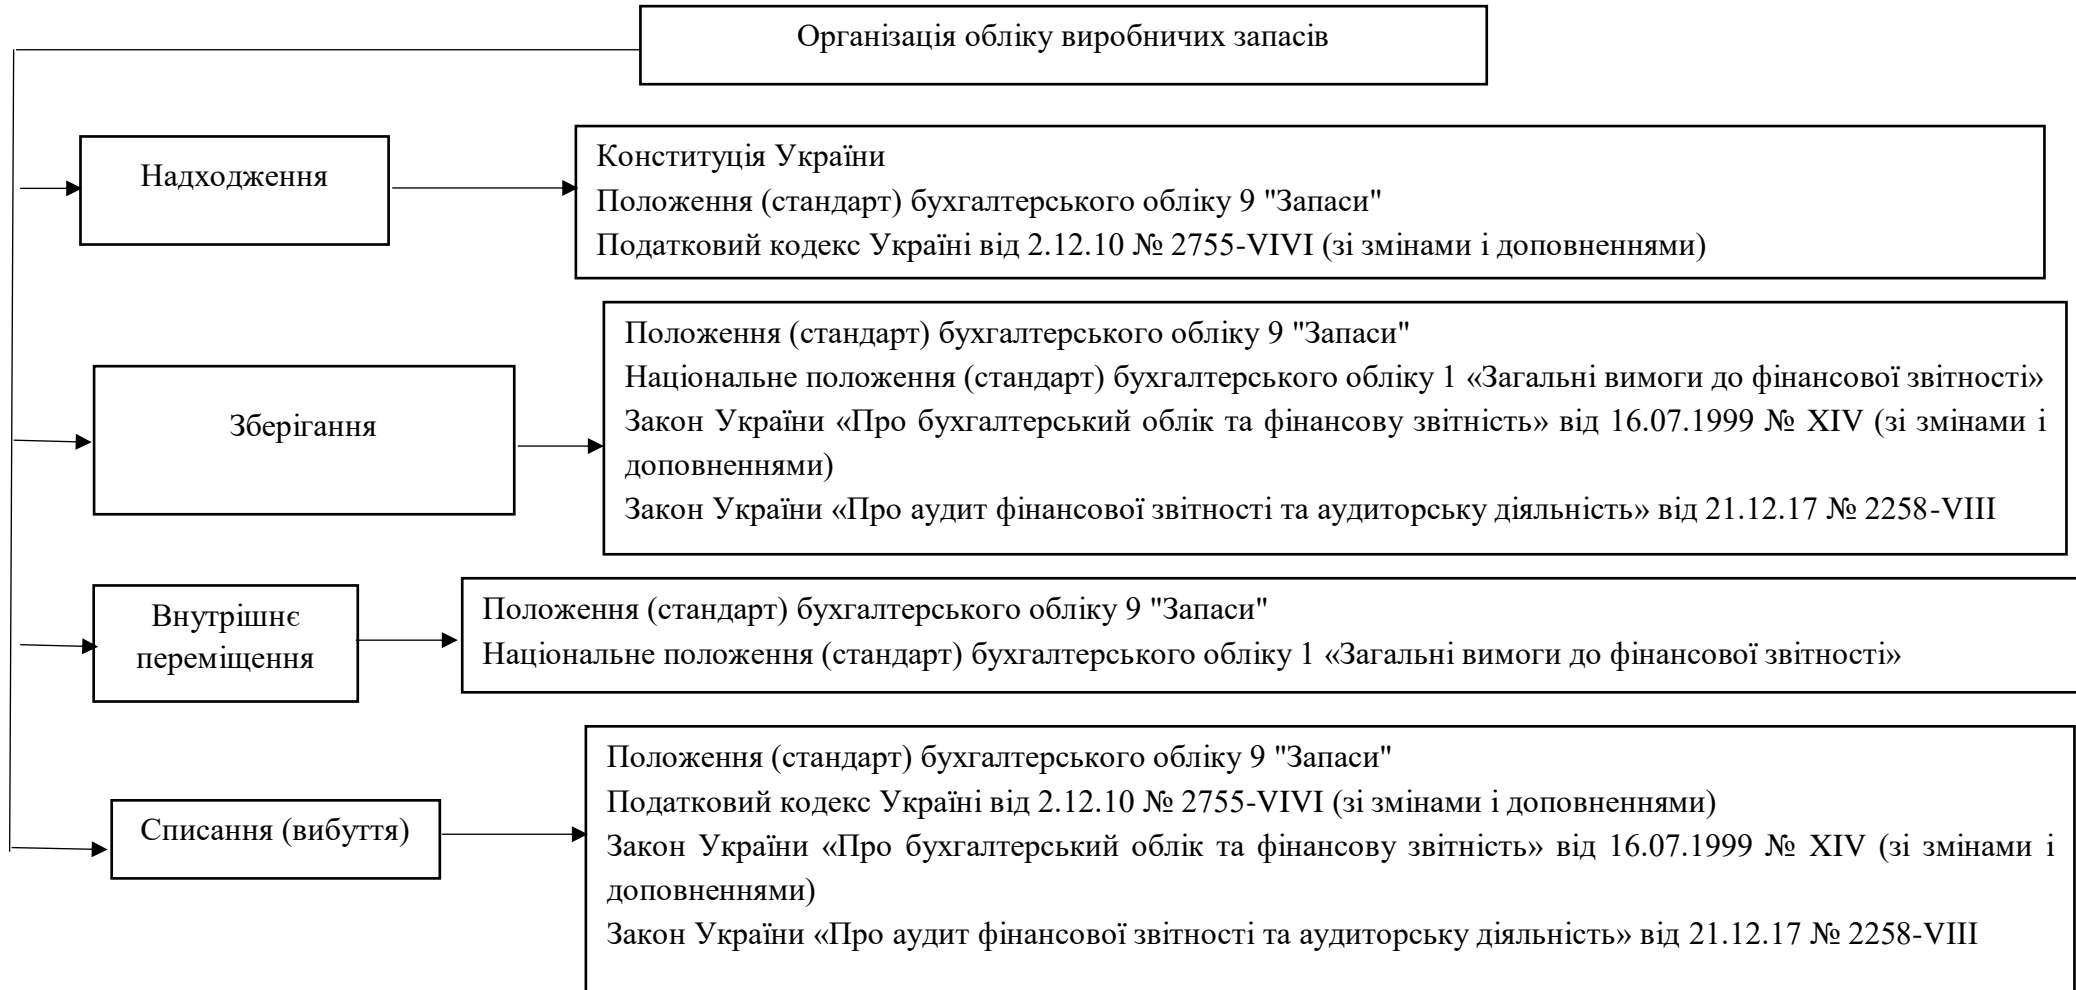 Організація обліку виробничих запасів
Надходження
Конституція України
Положення (стандарт) бухгалтерського обліку 9 "Запаси"
Податковий кодекс Україні від 2.12.10 № 2755-VIVI (зі змінами і доповненнями)
Зберігання
Положення (стандарт) бухгалтерського обліку 9 "Запаси"
Національне положення (стандарт) бухгалтерського обліку 1 «Загальні вимоги до фінансової звітності»
Закон України «Про бухгалтерський облік та фінансову звітність» від 16.07.1999 № XIV (зі змінами і
доповненнями)
Закон України «Про аудит фінансової звітності та аудиторську діяльність» від 21.12.17 № 2258-VIII
Внутрішнє
переміщення
Положення (стандарт) бухгалтерського обліку 9 "Запаси"
Національне положення (стандарт) бухгалтерського обліку 1 «Загальні вимоги до фінансової звітності»
Списання (вибуття)
Положення (стандарт) бухгалтерського обліку 9 "Запаси"
Податковий кодекс Україні від 2.12.10 № 2755-VIVI (зі змінами і доповненнями)
Закон України «Про бухгалтерський облік та фінансову звітність» від 16.07.1999 № XIV (зі змінами і
доповненнями)
Закон України «Про аудит фінансової звітності та аудиторську діяльність» від 21.12.17 № 2258-VIII